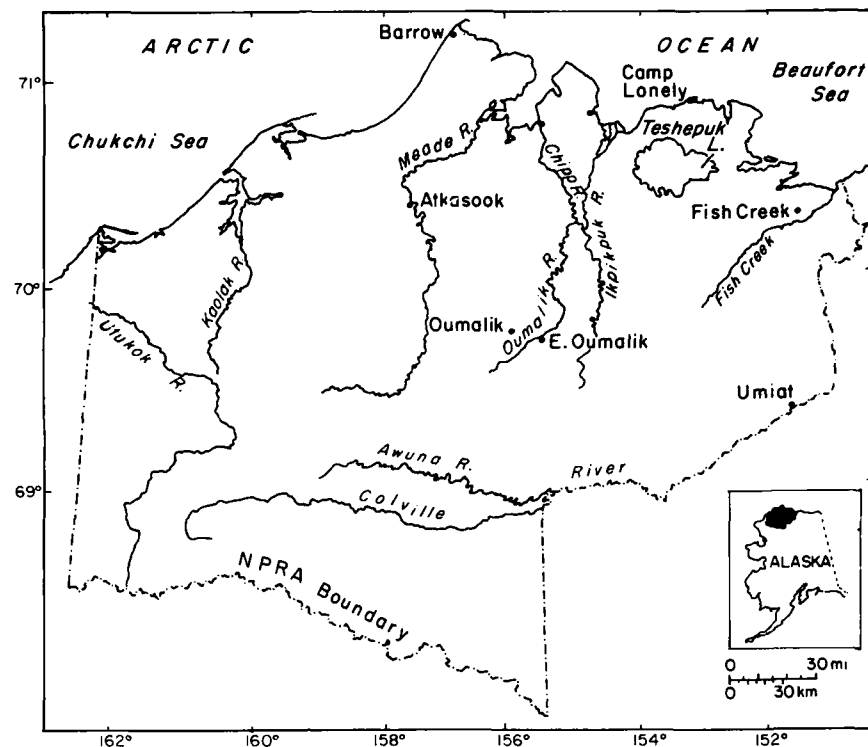 ARCTIC OCEAN
Barrow
71°
Camp
Lonely
Beaufort
Sea
Chukchi Sea
Meade R.
Chipp R.
Teshepuk
L.
Atkasook
Ikpikpuk R.
Fish Creek
Fish Creek
Kaolak R.
70°
Utukok
R.
Oumalik
Oumalik R.
E. Oumalik
Umiat
Awuna R.
River
69°
Colville
NPRA Boundary
ALASKA
0 30 mi
0 30 km
162° 160° 158° 156° 154° 152°